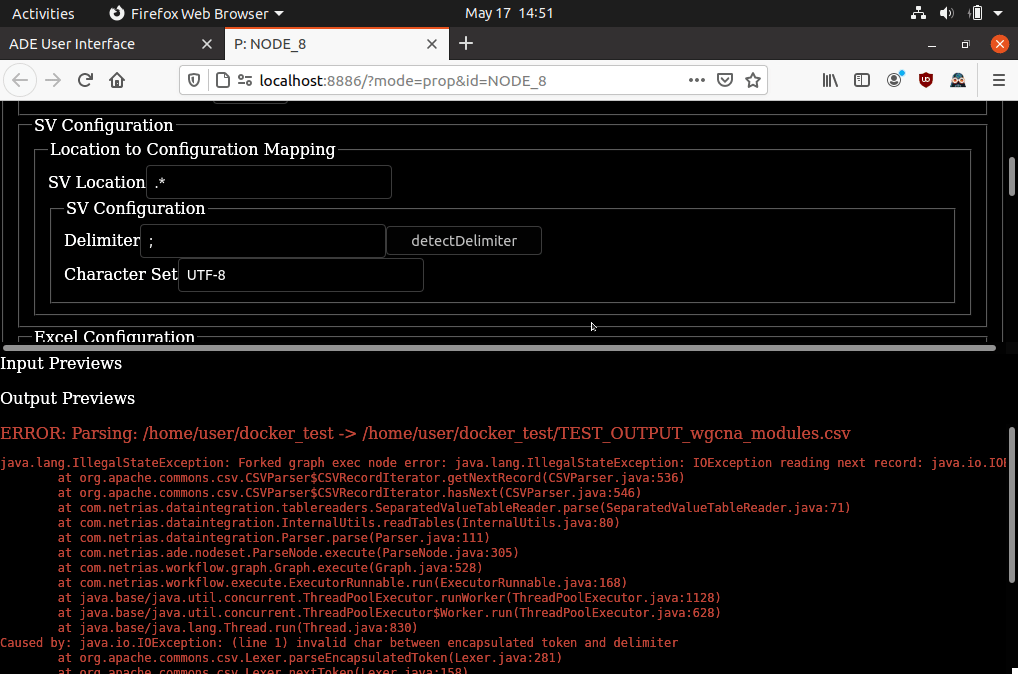 Activities Firefox Web Browser May 17 14:51
ADE User Interface P: NODE_8
localhost:8886/?mode=prop&id=NODE_8
SV Configuration
Location to Configuration Mapping
SV Location .*
SV Configuration
Delimiter ; detectDelimiter
Character Set UTF-8
Excel Configuration
Input Previews
Output Previews
ERROR: Parsing: /home/user/docker_test -> /home/user/docker_test/TEST_OUTPUT_wgcna_modules.csv
java.lang.IllegalStateException: Forked graph exec node error: java.lang.IllegalStateException: IOException reading next record: java.io.IOE
at org.apache.commons.csv.CSVParser$CSVRecordIterator.getNextRecord(CSVParser.java:536)
at org.apache.commons.csv.CSVParser$CSVRecordIterator.hasNext(CSVParser.java:546)
at com.netrias.dataintegration.tablereaders.SeparatedValueTableReader.parse(SeparatedValueTableReader.java:71)
at com.netrias.dataintegration.InternalUtils.readTables(InternalUtils.java:80)
at com.netrias.dataintegration.Parser.parse(Parser.java:111)
at com.netrias.ade.nodeset.ParseNode.execute(ParseNode.java:305)
at com.netrias.workflow.graph.Graph.execute(Graph.java:528)
at com.netrias.workflow.execute.ExecutorRunnable.run(ExecutorRunnable.java:168)
at java.base/java.util.concurrent.ThreadPoolExecutor.runWorker(ThreadPoolExecutor.java:1128)
at java.base/java.util.concurrent.ThreadPoolExecutor$Worker.run(ThreadPoolExecutor.java:628)
at java.base/java.lang.Thread.run(Thread.java:830)
Caused by: java.io.IOException: (line 1) invalid char between encapsulated token and delimiter
at org.apache.commons.csv.Lexer.parseEncapsulatedToken(Lexer.java:281)
at org.apache.commons.csv.Lexer.nextToken(Lexer.java:158)